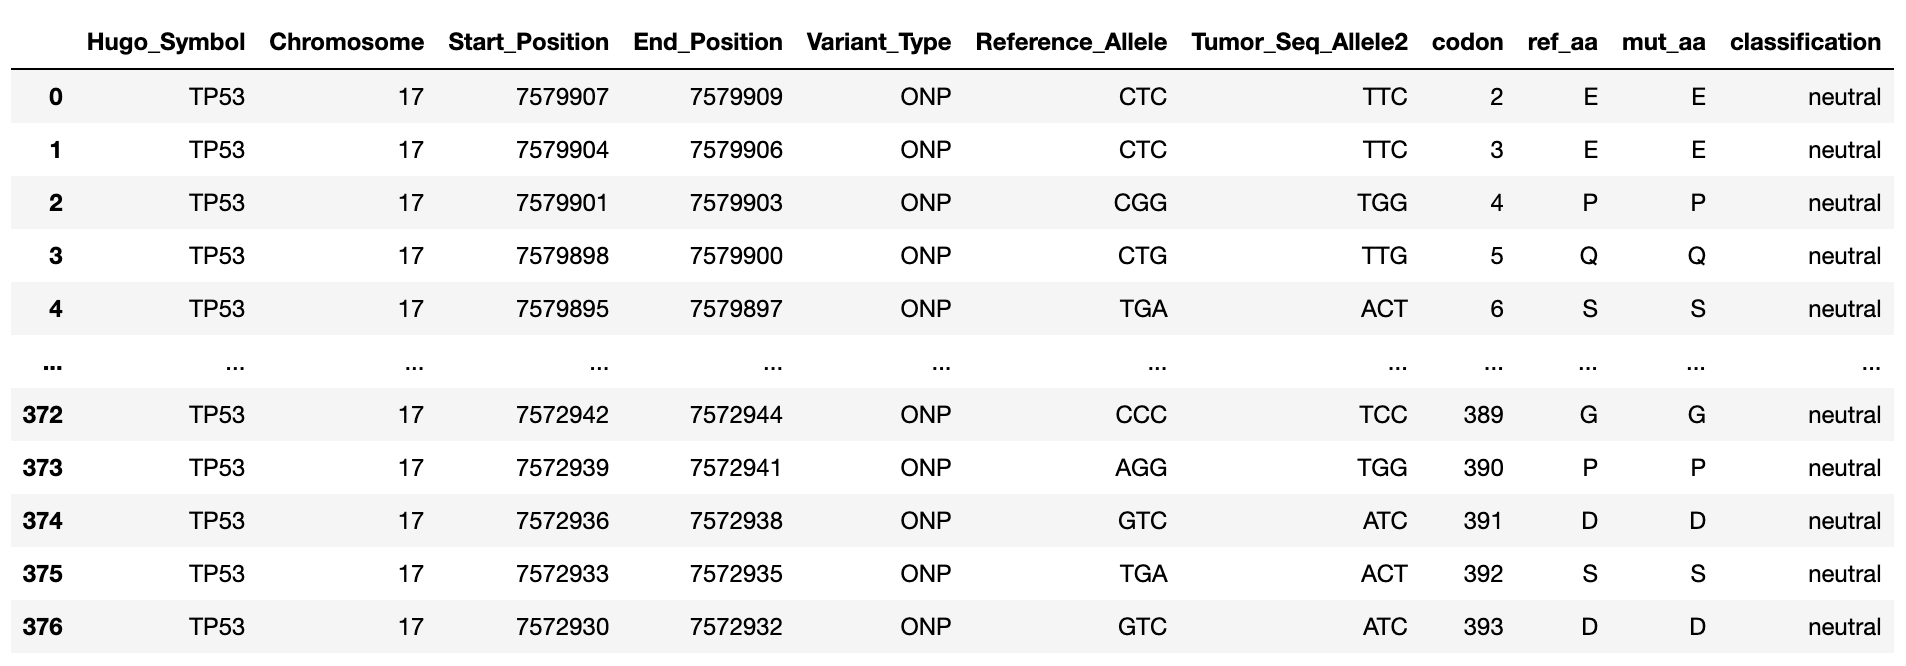 Hugo_Symbol Chromosome Start_Position End_Position Variant_Type Reference_Allele Tumor_Seq_Allele2 codon ref_aa mut_aa classification
0 TP53 17 7579907 7579909 ONP CTC TTC 2 E E neutral
1 TP53 17 7579904 7579906 ONP CTC TTC 3 E E neutral
2 TP53 17 7579901 7579903 ONP CGG TGG 4 P P neutral
3 TP53 17 7579898 7579900 ONP CTG TTG 5 Q Q neutral
4 TP53 17 7579895 7579897 ONP TGA ACT 6 S S neutral
... ... ... ... ... ... ... ... ... ... ... ...
372 TP53 17 7572942 7572944 ONP CCC TCC 389 G G neutral
373 TP53 17 7572939 7572941 ONP AGG TGG 390 P P neutral
374 TP53 17 7572936 7572938 ONP GTC ATC 391 D D neutral
375 TP53 17 7572933 7572935 ONP TGA ACT 392 S S neutral
376 TP53 17 7572930 7572932 ONP GTC ATC 393 D D neutral